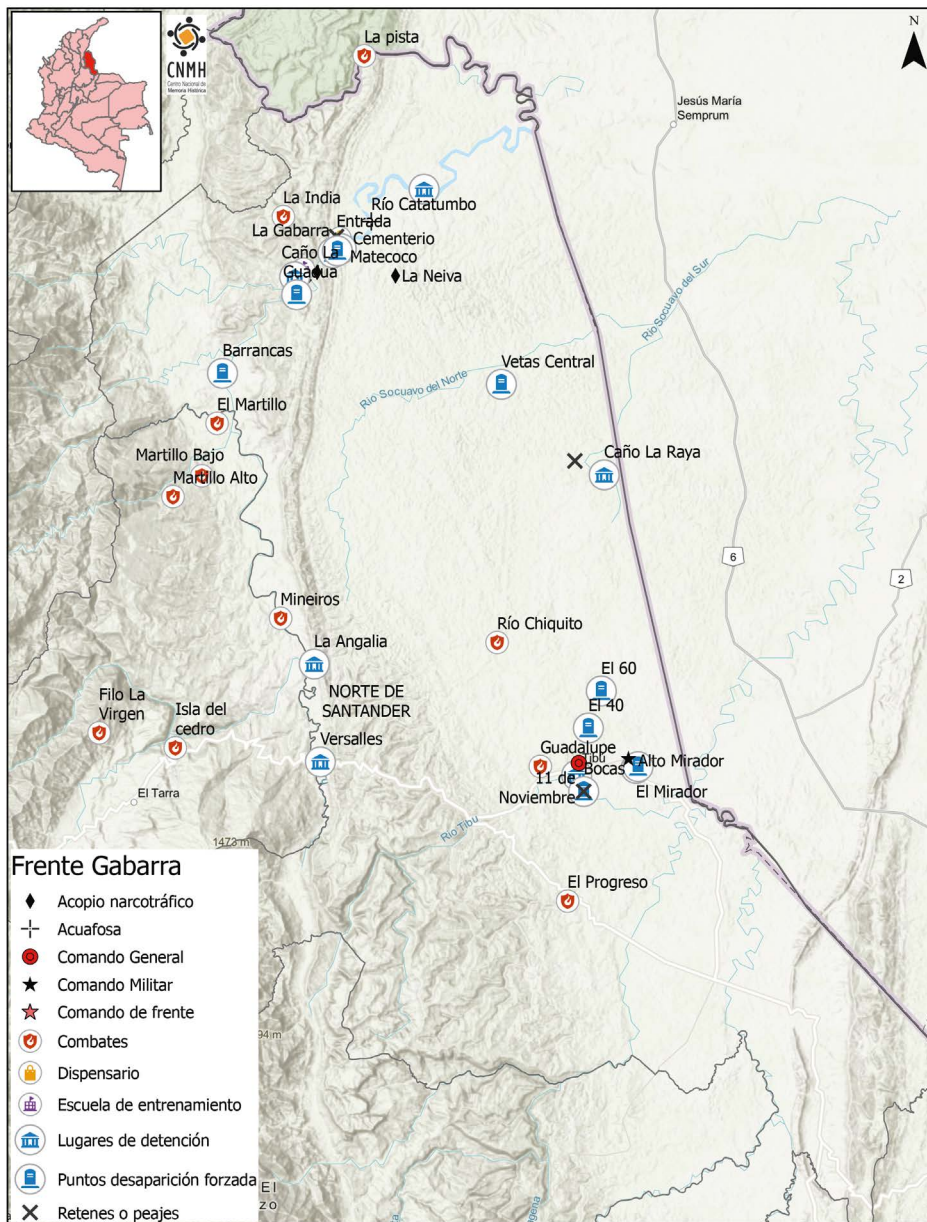 CNMH
Centro Nacional de
Memoria Histórica
N
La pista
Jesús María
Semprum
La India
Río Catatumbo
La Gabarra
Entrada
Cementerio
Caño La
Guadua
Matecoco
La Neiva
Río Socuavo del Sur
Barrancas
Vetas Central
Río Socuavo del Norte
El Martillo
Martillo Bajo
Martillo Alto
Caño La Raya
6
2
Mineiros
Río Chiquito
La Angalia
El 60
NORTE DE
SANTANDER
El 40
Filo La
Virgen
Isla del
cedro
Versalles
Guadalupe
Tibú
Bocas
Alto Mirador
11 de
Noviembre
El Mirador
El Tarra
Río Tibú
1473 m
El Progreso
94 m
Frente Gabarra
Acopio narcotráfico
Acuafosa
Comando General
Comando Militar
Comando de frente
Combates
Dispensario
Escuela de entrenamiento
Lugares de detención
Puntos desaparición forzada
Retenes o peajes
El
zo